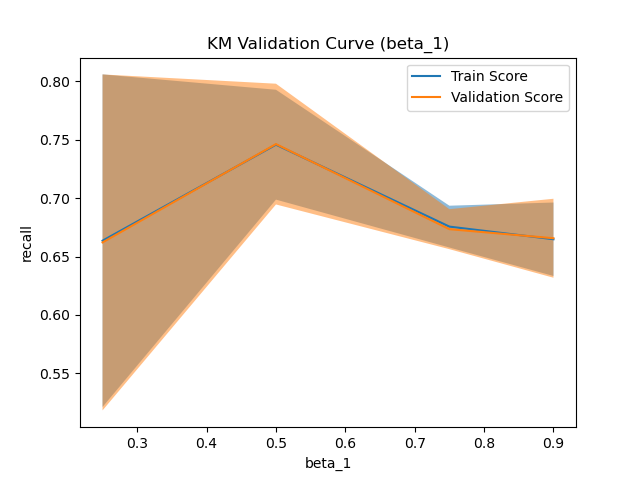 KM Validation Curve (beta_1)
Train Score
Validation Score
recall
0.80
0.75
0.70
0.65
0.60
0.55
0.3 0.4 0.5 0.6 0.7 0.8 0.9
beta_1